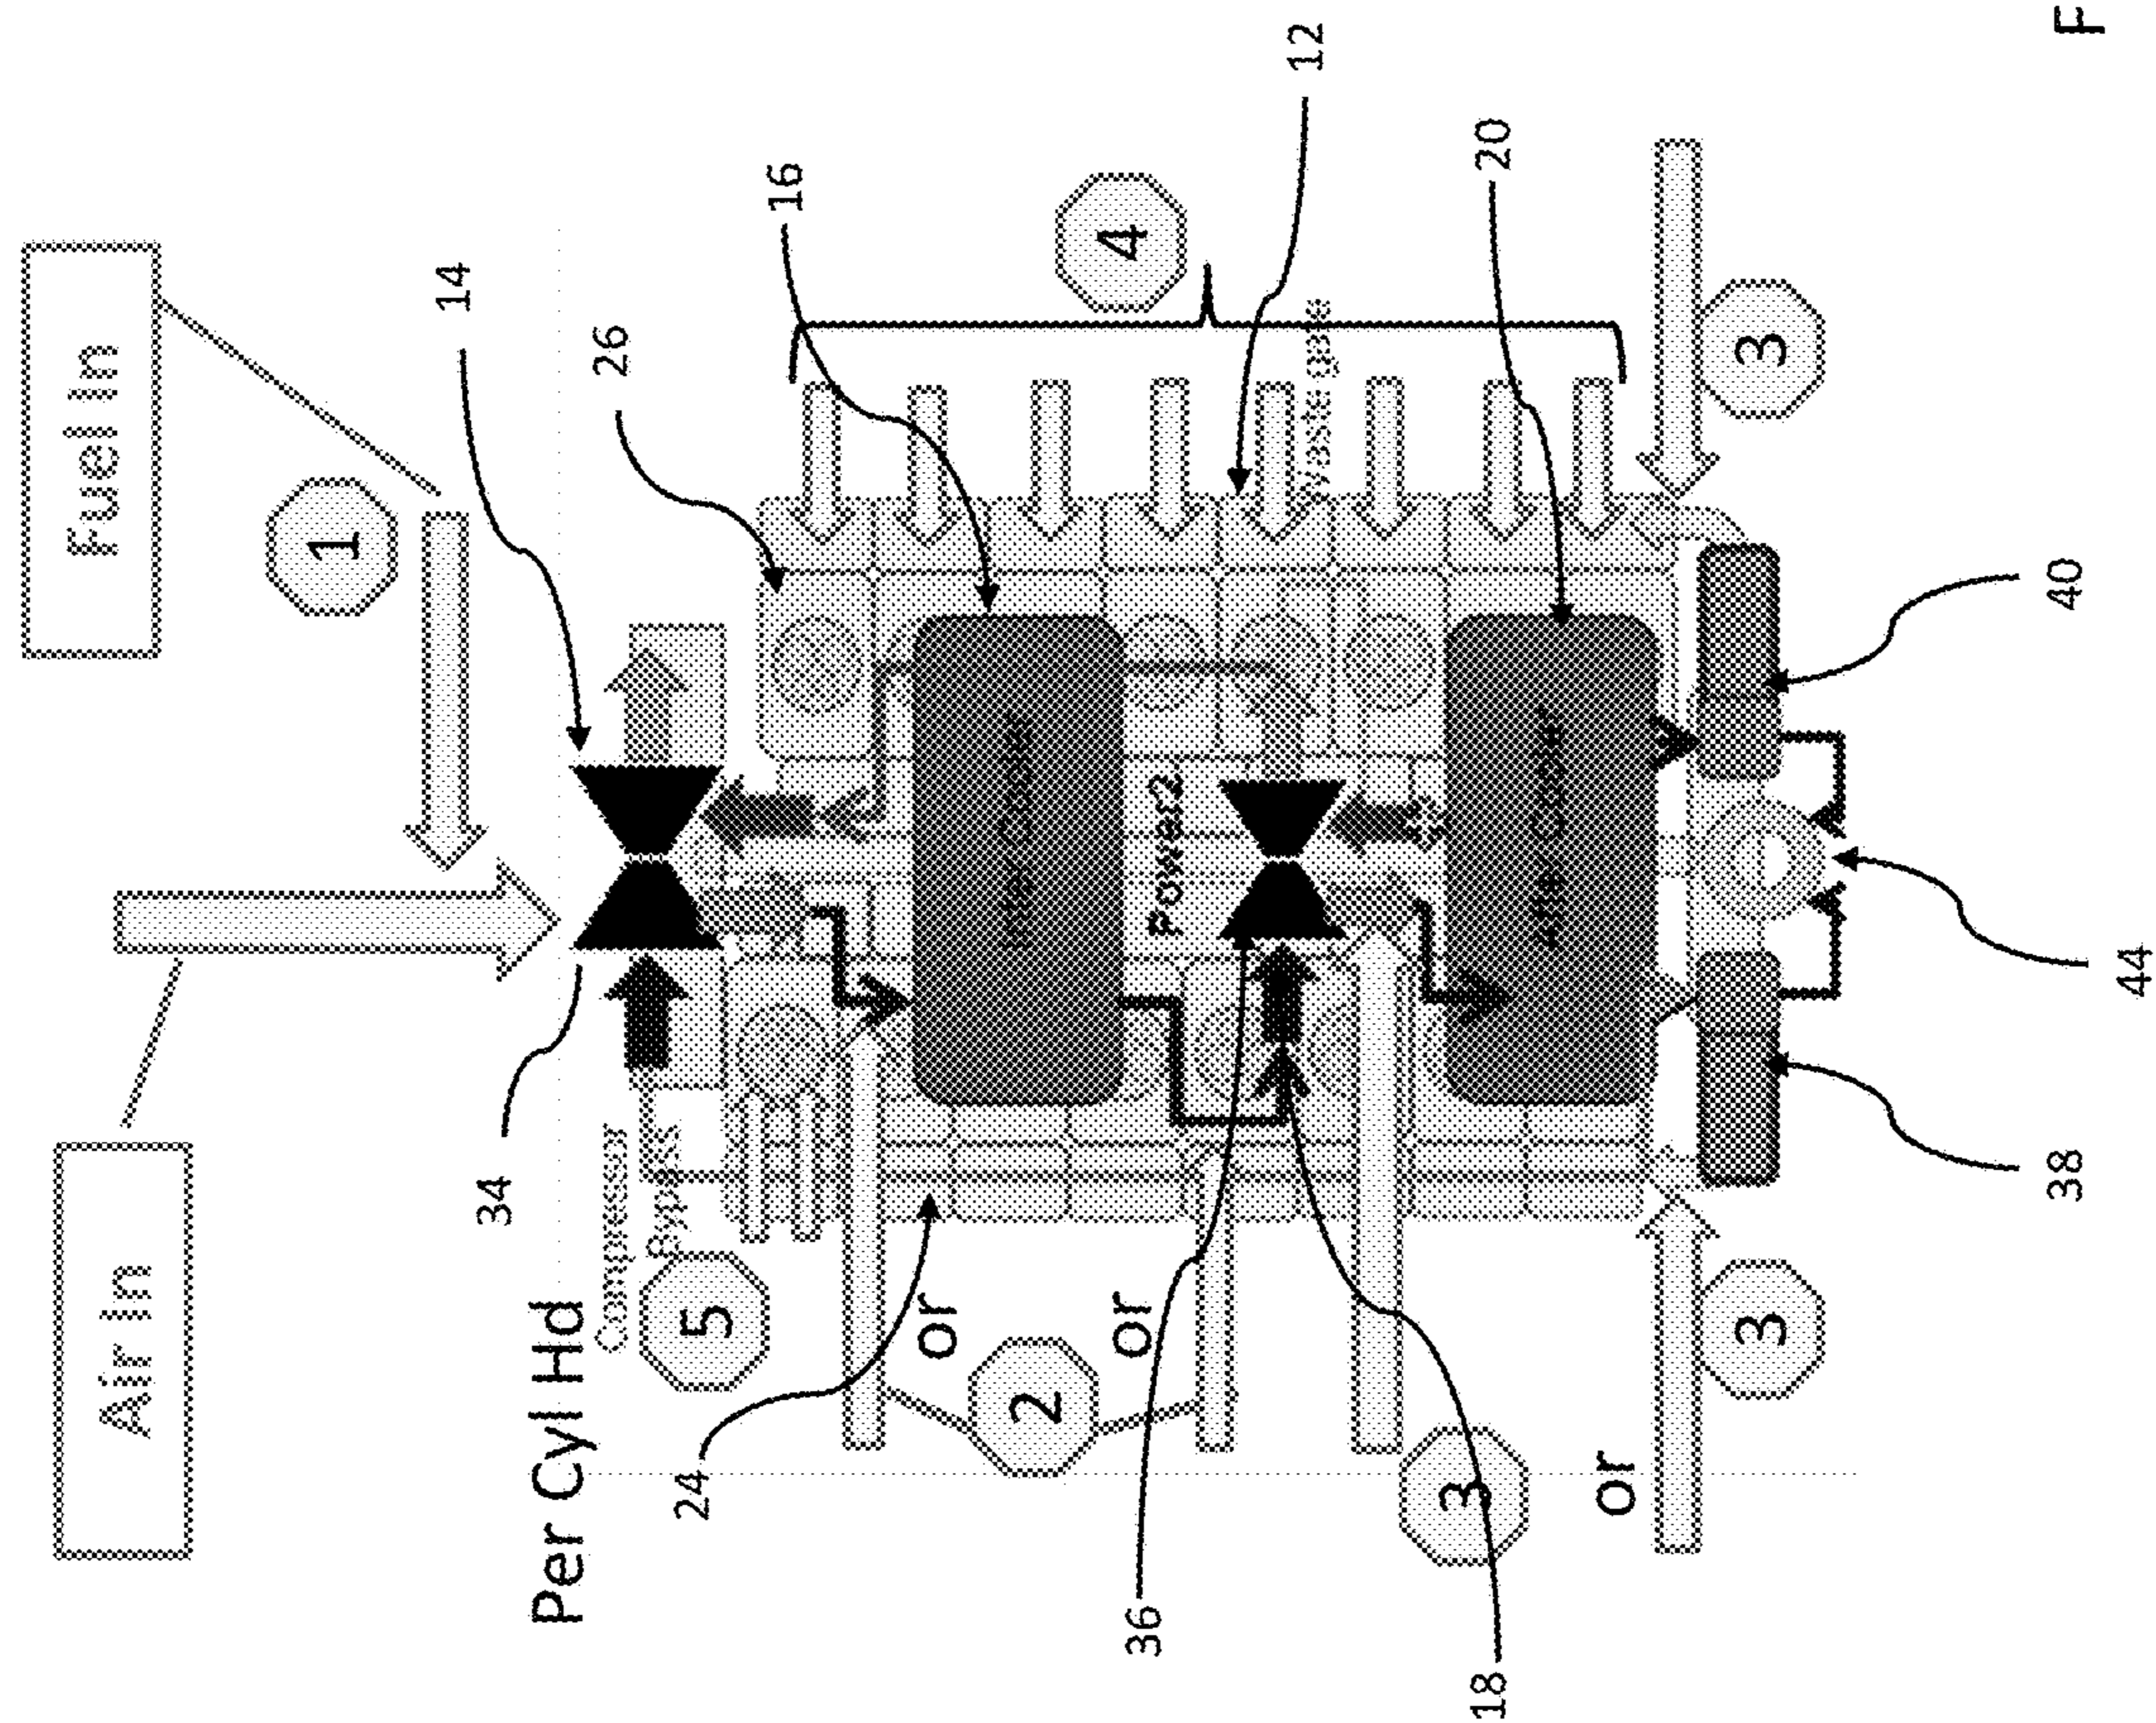 Air In
Fuel In
1
14
34
Per Cyl Hd
26
Compressor
Bypass
24
5
16
or
2
4
or
36
Power2
12
Waste gate
3
18
20
or
3
3
38
40
44
F